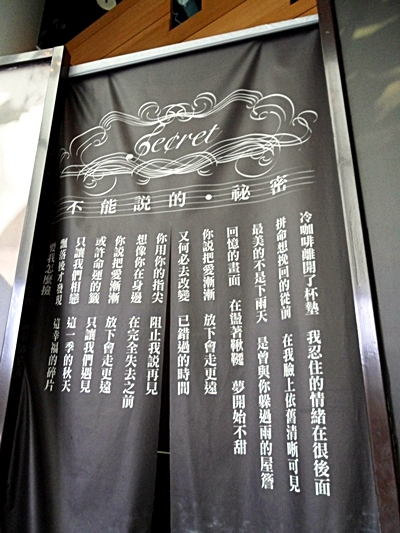 Secret
不能說的•祕密
冷咖啡離開了杯墊 我忍住的情緒在很後面
拼命想挽回的從前 在我臉上依舊清晰可見
最美的不是下雨天 是曾與你躲過雨的屋簷
回憶的畫面 在盪著鞦韆 夢開始不甜
你說把愛漸漸 放下會走更遠
又何必去改變 已錯過的時間
你用你的指尖 阻止我說再見
想像你在身邊 在完全失去之前
你說把愛漸漸 放下會走更遠
或許命運的籤 只讓我們遇見
只讓我們相戀 這一季的秋天
飄落後才發現 這幸福的碎片
要我怎麼撿